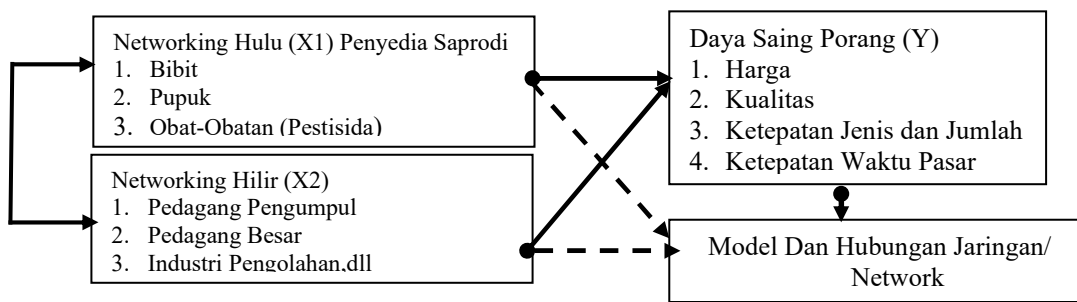 Networking Hulu (X1) Penyedia Saprodi
1. Bibit
2. Pupuk
3. Obat-Obatan (Pestisida)
Networking Hilir (X2)
1. Pedagang Pengumpul
2. Pedagang Besar
3. Industri Pengolahan,dll
Daya Saing Porang (Y)
1. Harga
2. Kualitas
3. Ketepatan Jenis dan Jumlah
4. Ketepatan Waktu Pasar
Model Dan Hubungan Jaringan/
Network